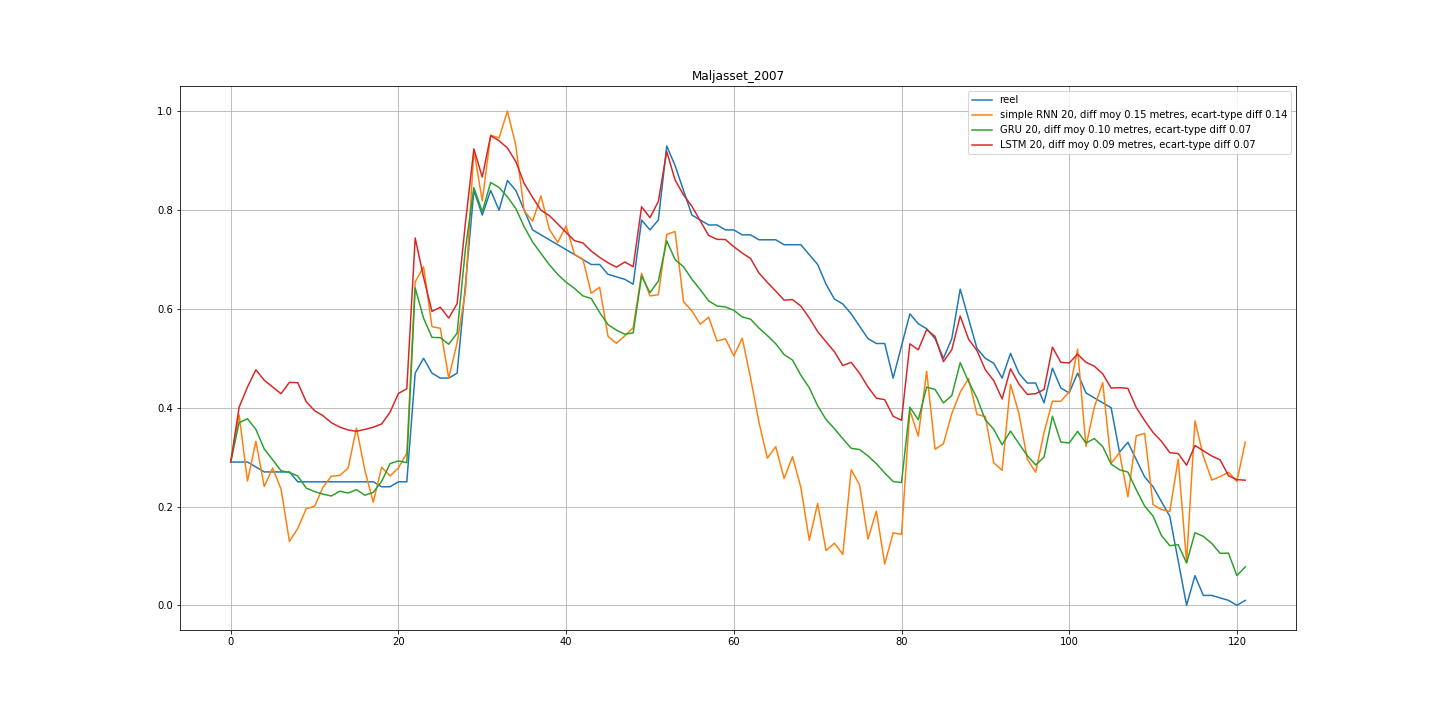 Maljasset_2007
reel
simple RNN 20, diff moy 0.15 metres, ecart-type diff 0.14
GRU 20, diff moy 0.10 metres, ecart-type diff 0.07
LSTM 20, diff moy 0.09 metres, ecart-type diff 0.07
1.0
0.8
0.6
0.4
0.2
0.0
0 20 40 60 80 100 120